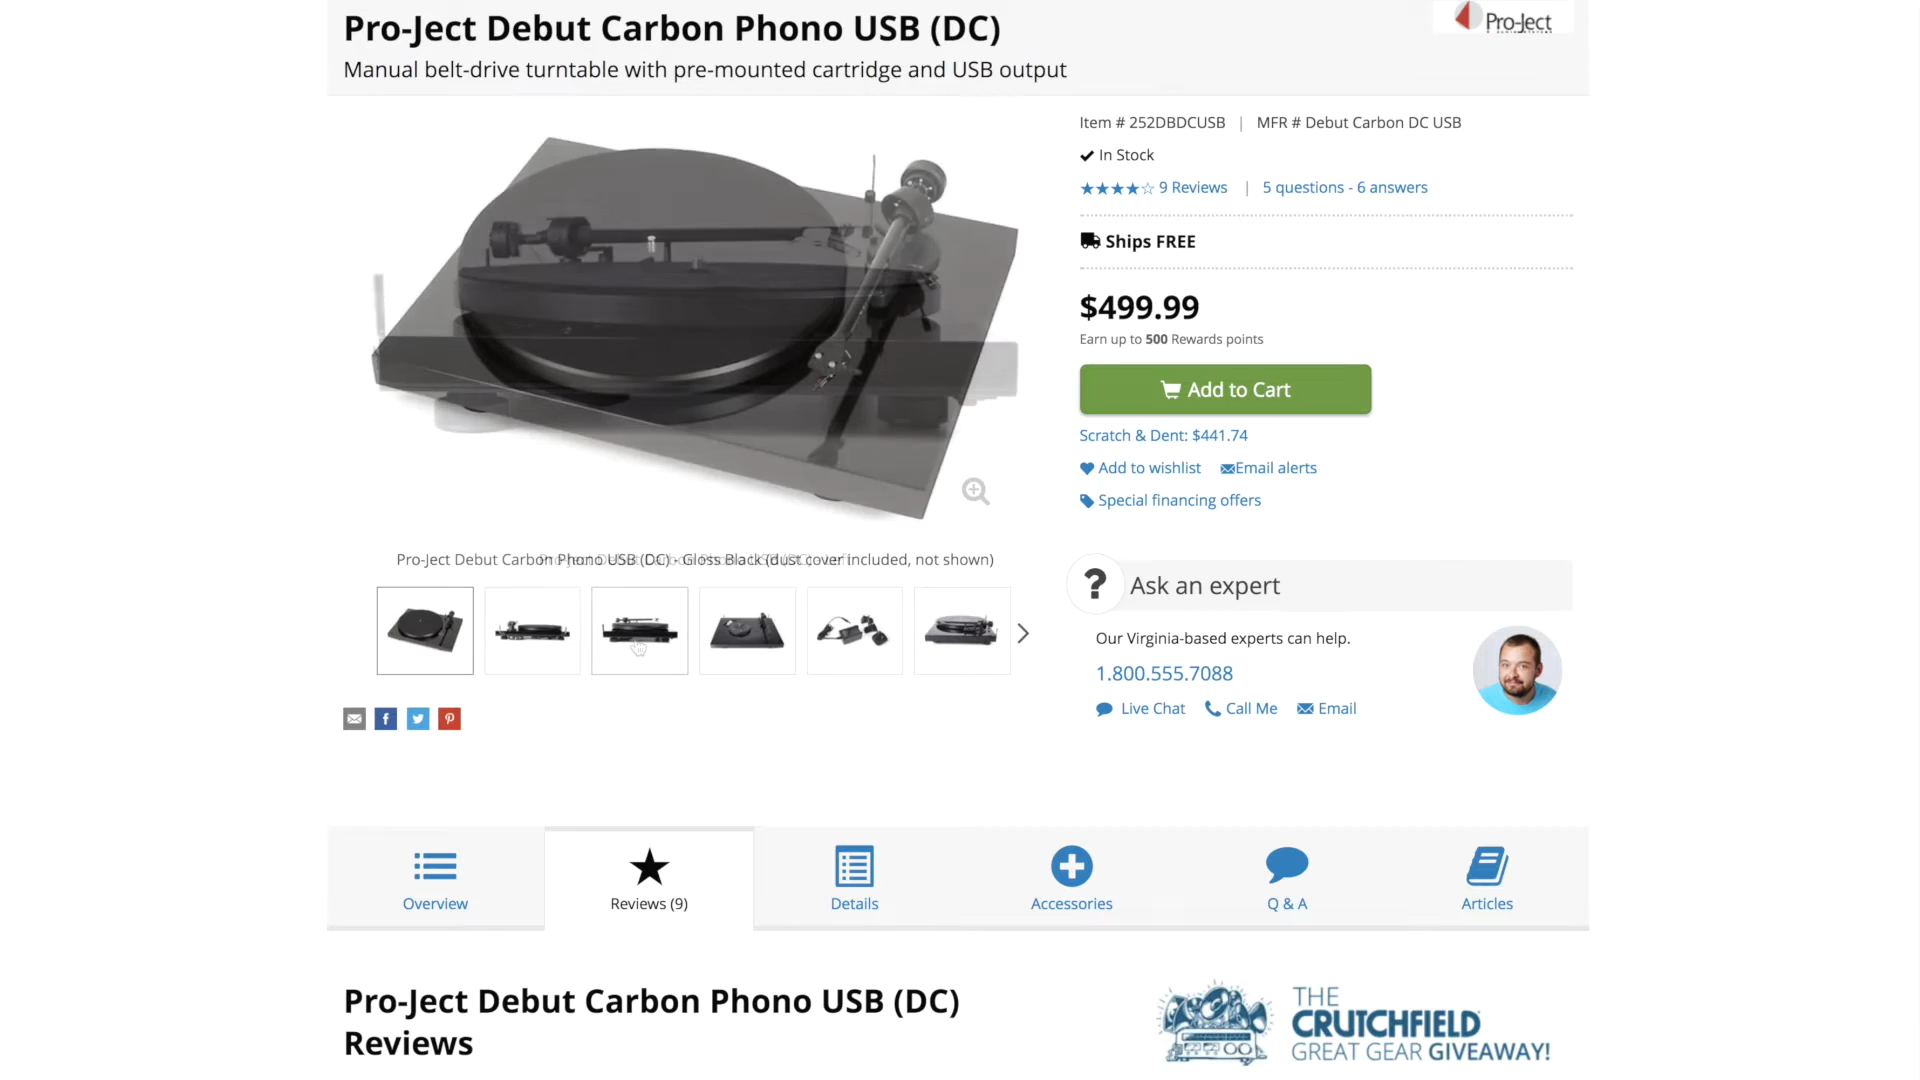 Pro-Ject Debut Carbon Phono USB (DC)
Pro-Ject
Manual belt-drive turntable with pre-mounted cartridge and USB output
Item # 252DBDCUSB | MFR # Debut Carbon DC USB
In Stock
9 Reviews | 5 questions - 6 answers
Ships FREE
$499.99
Earn up to 500 Rewards points
Add to Cart
Scratch & Dent: $441.74
Add to wishlist Email alerts
Special financing offers
Pro-Ject Debut Carbon Phono USB (DC) - Gloss Black (dust cover included, not shown)
? Ask an expert
Our Virginia-based experts can help.
1.800.555.7088
Live Chat Call Me Email
Overview
Reviews (9)
Details
Accessories
Q & A
Articles
Pro-Ject Debut Carbon Phono USB (DC)
Reviews
THE
CRUTCHFIELD
GREAT GEAR GIVEAWAY!